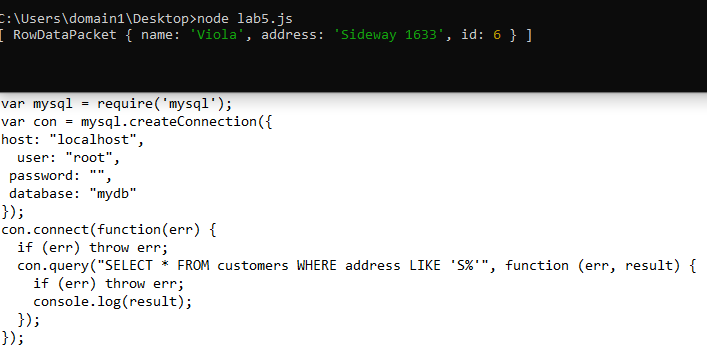 C:\Users\domain1\Desktop>node lab5.js
[ RowDataPacket { name: 'Viola', address: 'Sideway 1633', id: 6 } ]
var mysql = require('mysql');
var con = mysql.createConnection({
host: "localhost",
  user: "root",
 password: "",
 database: "mydb"
});
con.connect(function(err) {
  if (err) throw err;
  con.query("SELECT * FROM customers WHERE address LIKE 'S%'", function (err, result) {
    if (err) throw err;
    console.log(result);
  });
});